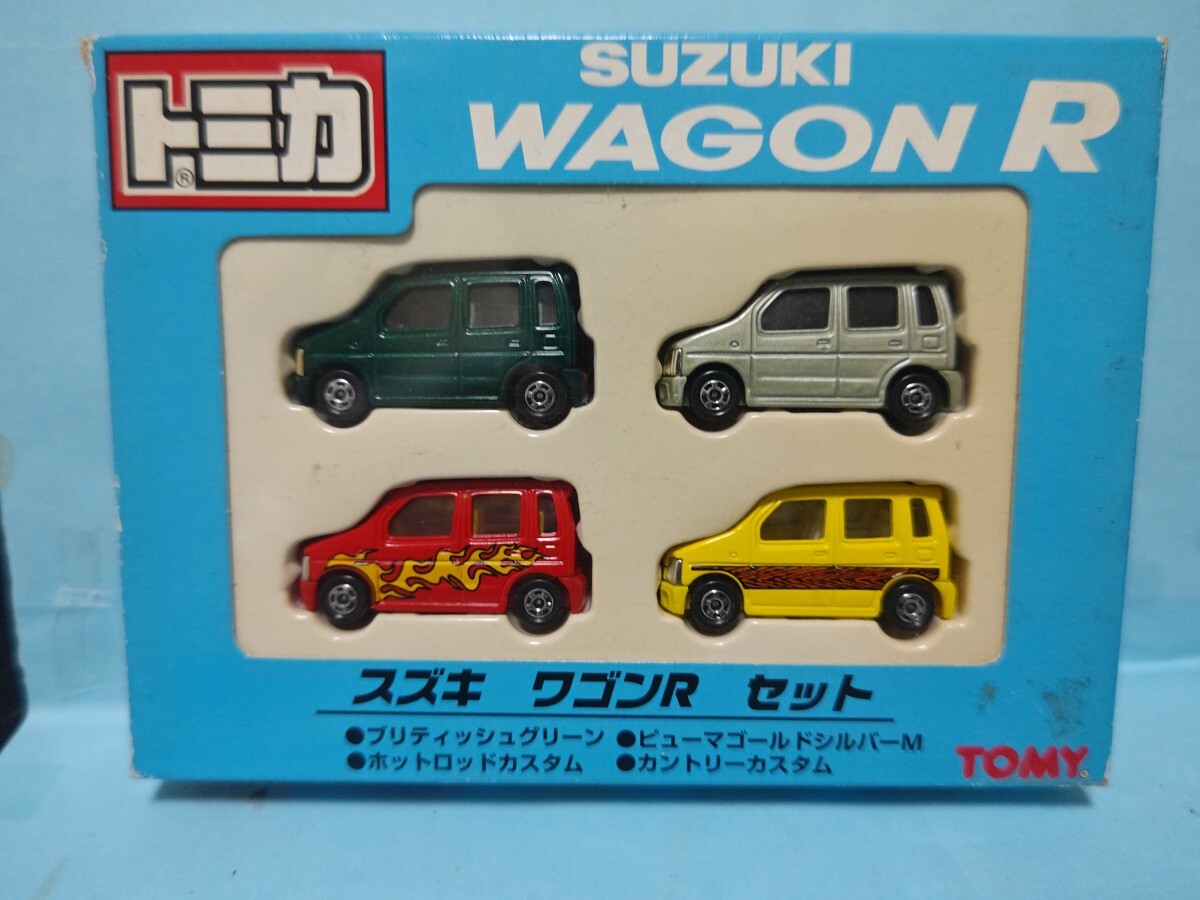 トミカ®
SUZUKI
WAGON R
スズキ ワゴンR セット
●ブリティッシュグリーン ●ピューマゴールドシルバーM
●ホットロッドカスタム ●カントリーカスタム
TOMY®